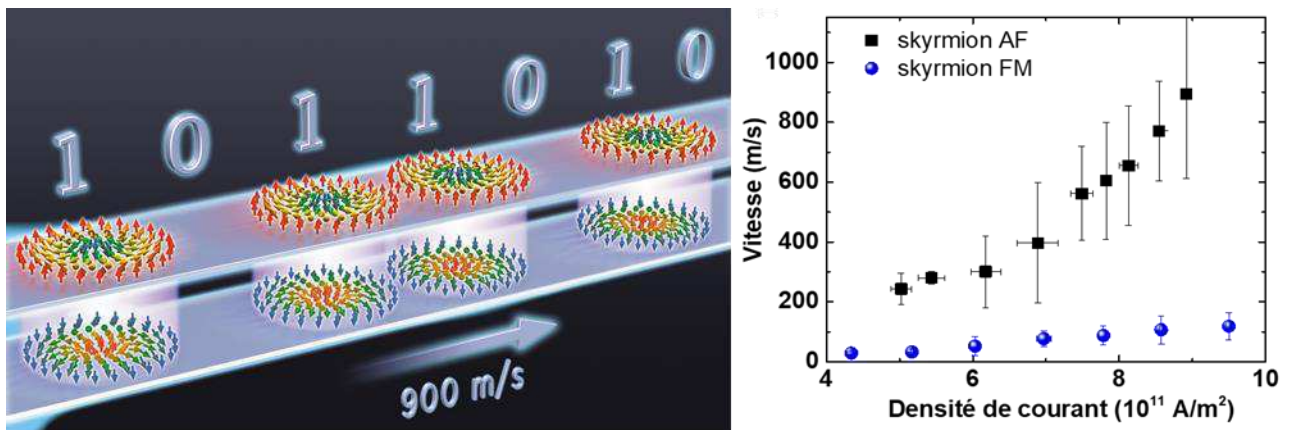 1 0 1 1 0 1 0
900 m/s
skyrmion AF
skyrmion FM
Vitesse (m/s)
1000
800
600
400
200
0
4 6 8 10
Densité de courant (10¹¹ A/m²)